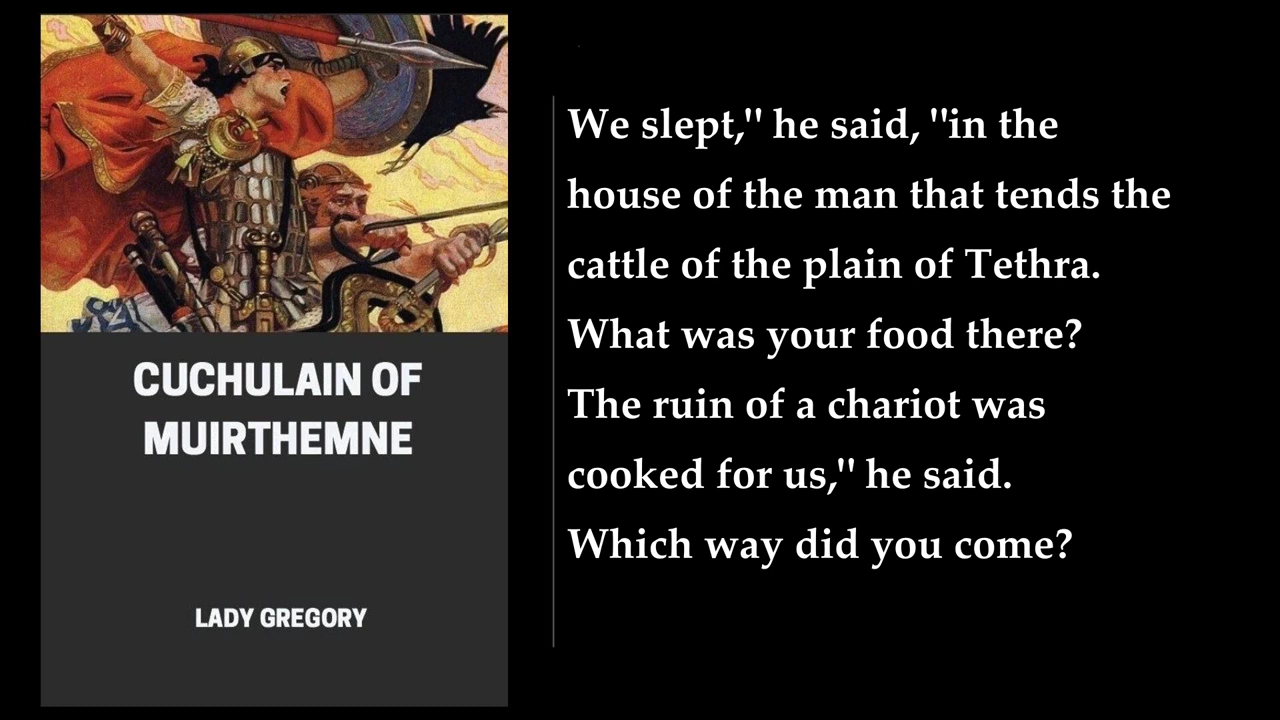 CUCHULAIN OF
MUIRTHEMNE
LADY GREGORY
We slept," he said, "in the
house of the man that tends the
cattle of the plain of Tethra.
What was your food there?
The ruin of a chariot was
cooked for us," he said.
Which way did you come?